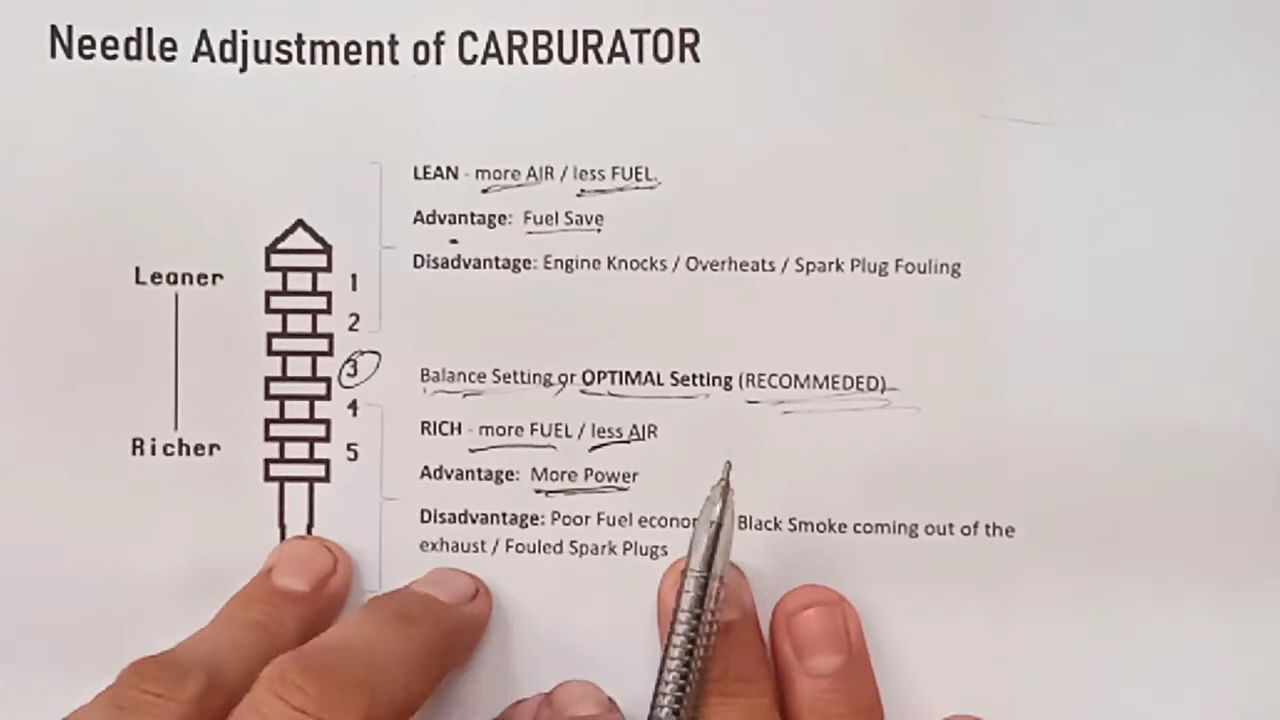 Needle Adjustment of CARBURATOR
LEAN - more AIR / less FUEL.
Advantage: Fuel Save
Disadvantage: Engine Knocks / Overheats / Spark Plug Fouling
Leaner
1
2
3
Balance Setting or OPTIMAL Setting (RECOMMEDED)
4
RICH - more FUEL / less AIR
Richer
5
Advantage: More Power
Disadvantage: Poor Fuel Black Smoke coming out of the
exhaust / Fouled Spark Plugs